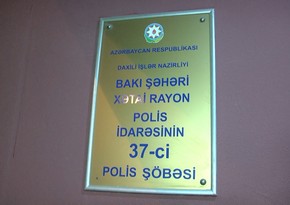 AZƏRBAYCAN RESPUBLİKASI
DAXİLİ İŞLƏR NAZİRLİYİ
BAKI ŞƏHƏRİ
XƏTAİ RAYON
POLİS
İDARƏSİNİN
37-ci
POLİS ŞÖBƏSİ